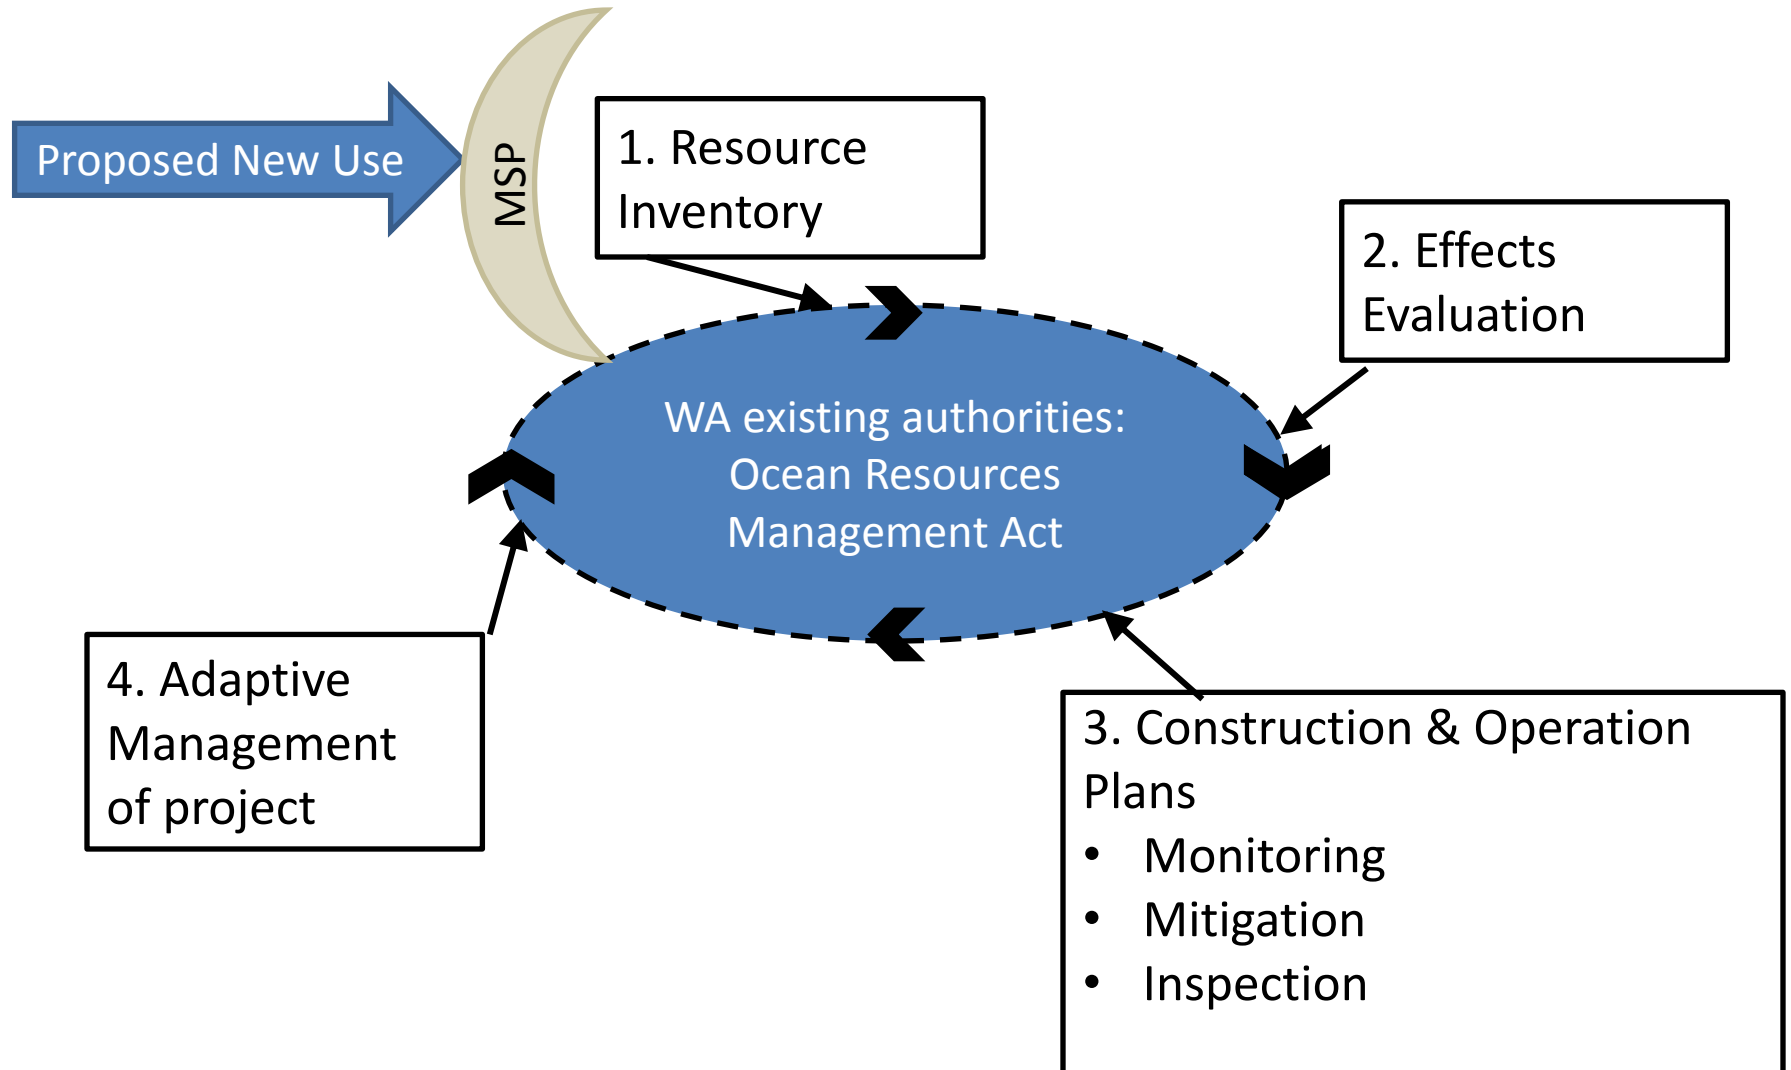 Proposed New Use
MSP
1. Resource
Inventory
2. Effects
Evaluation
WA existing authorities:
Ocean Resources
Management Act
4. Adaptive
Management
of project
3. Construction & Operation
Plans
• Monitoring
• Mitigation
• Inspection